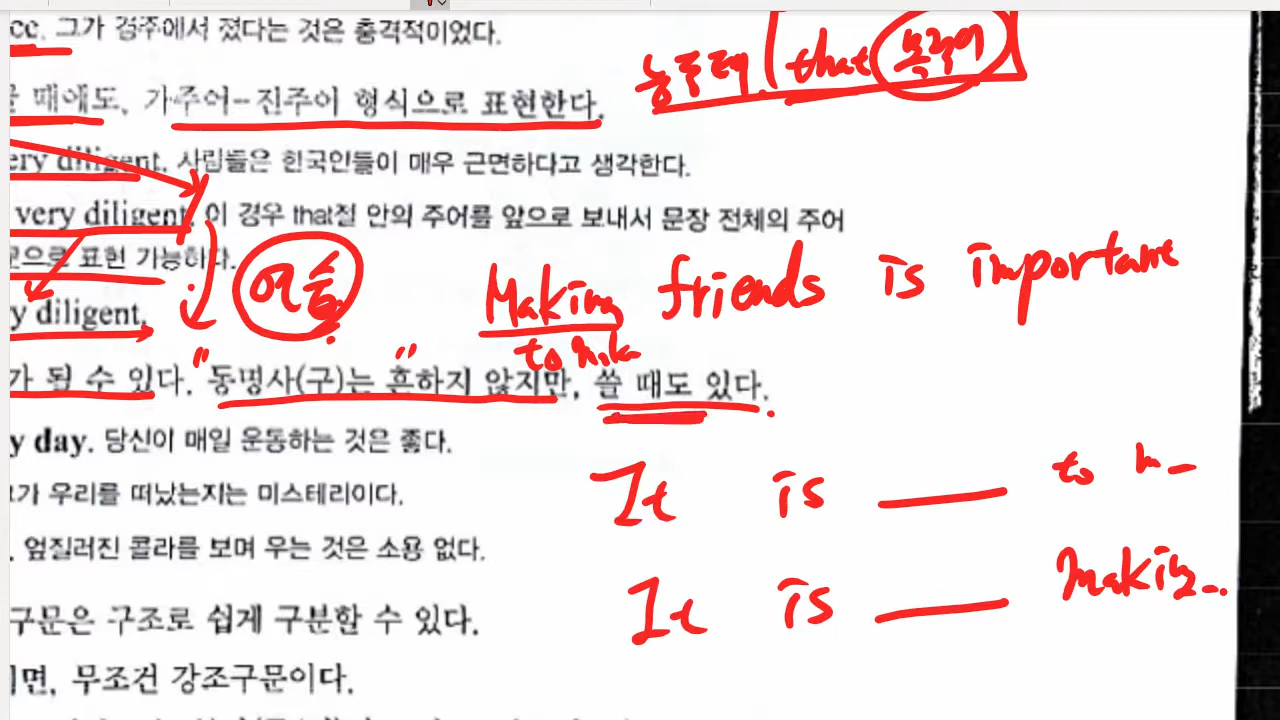 ce. 그가 경주에서 졌다는 것은 충격적이었다.
that 목적어
때에도, 가주어-진주어 형식으로 표현한다.
ery diligent. 사람들은 한국인들이 매우 근면하다고 생각한다.
very diligent. 이 경우 that절 안의 주어를 앞으로 보내서 문장 전체의 주어
으로 표현 가능하다.
Making friends is important
y diligent.
to make
가 될 수 있다. "동명사(구)는 흔하지 않지만, 쓸 때도 있다.
y day. 당신이 매일 운동하는 것은 좋다.
그가 우리를 떠났는지는 미스테리이다.
It is ___ to m_
. 엎질러진 콜라를 보며 우는 것은 소용 없다.
It is ___ making..
구문은 구조로 쉽게 구분할 수 있다.
면, 무조건 강조구문이다.